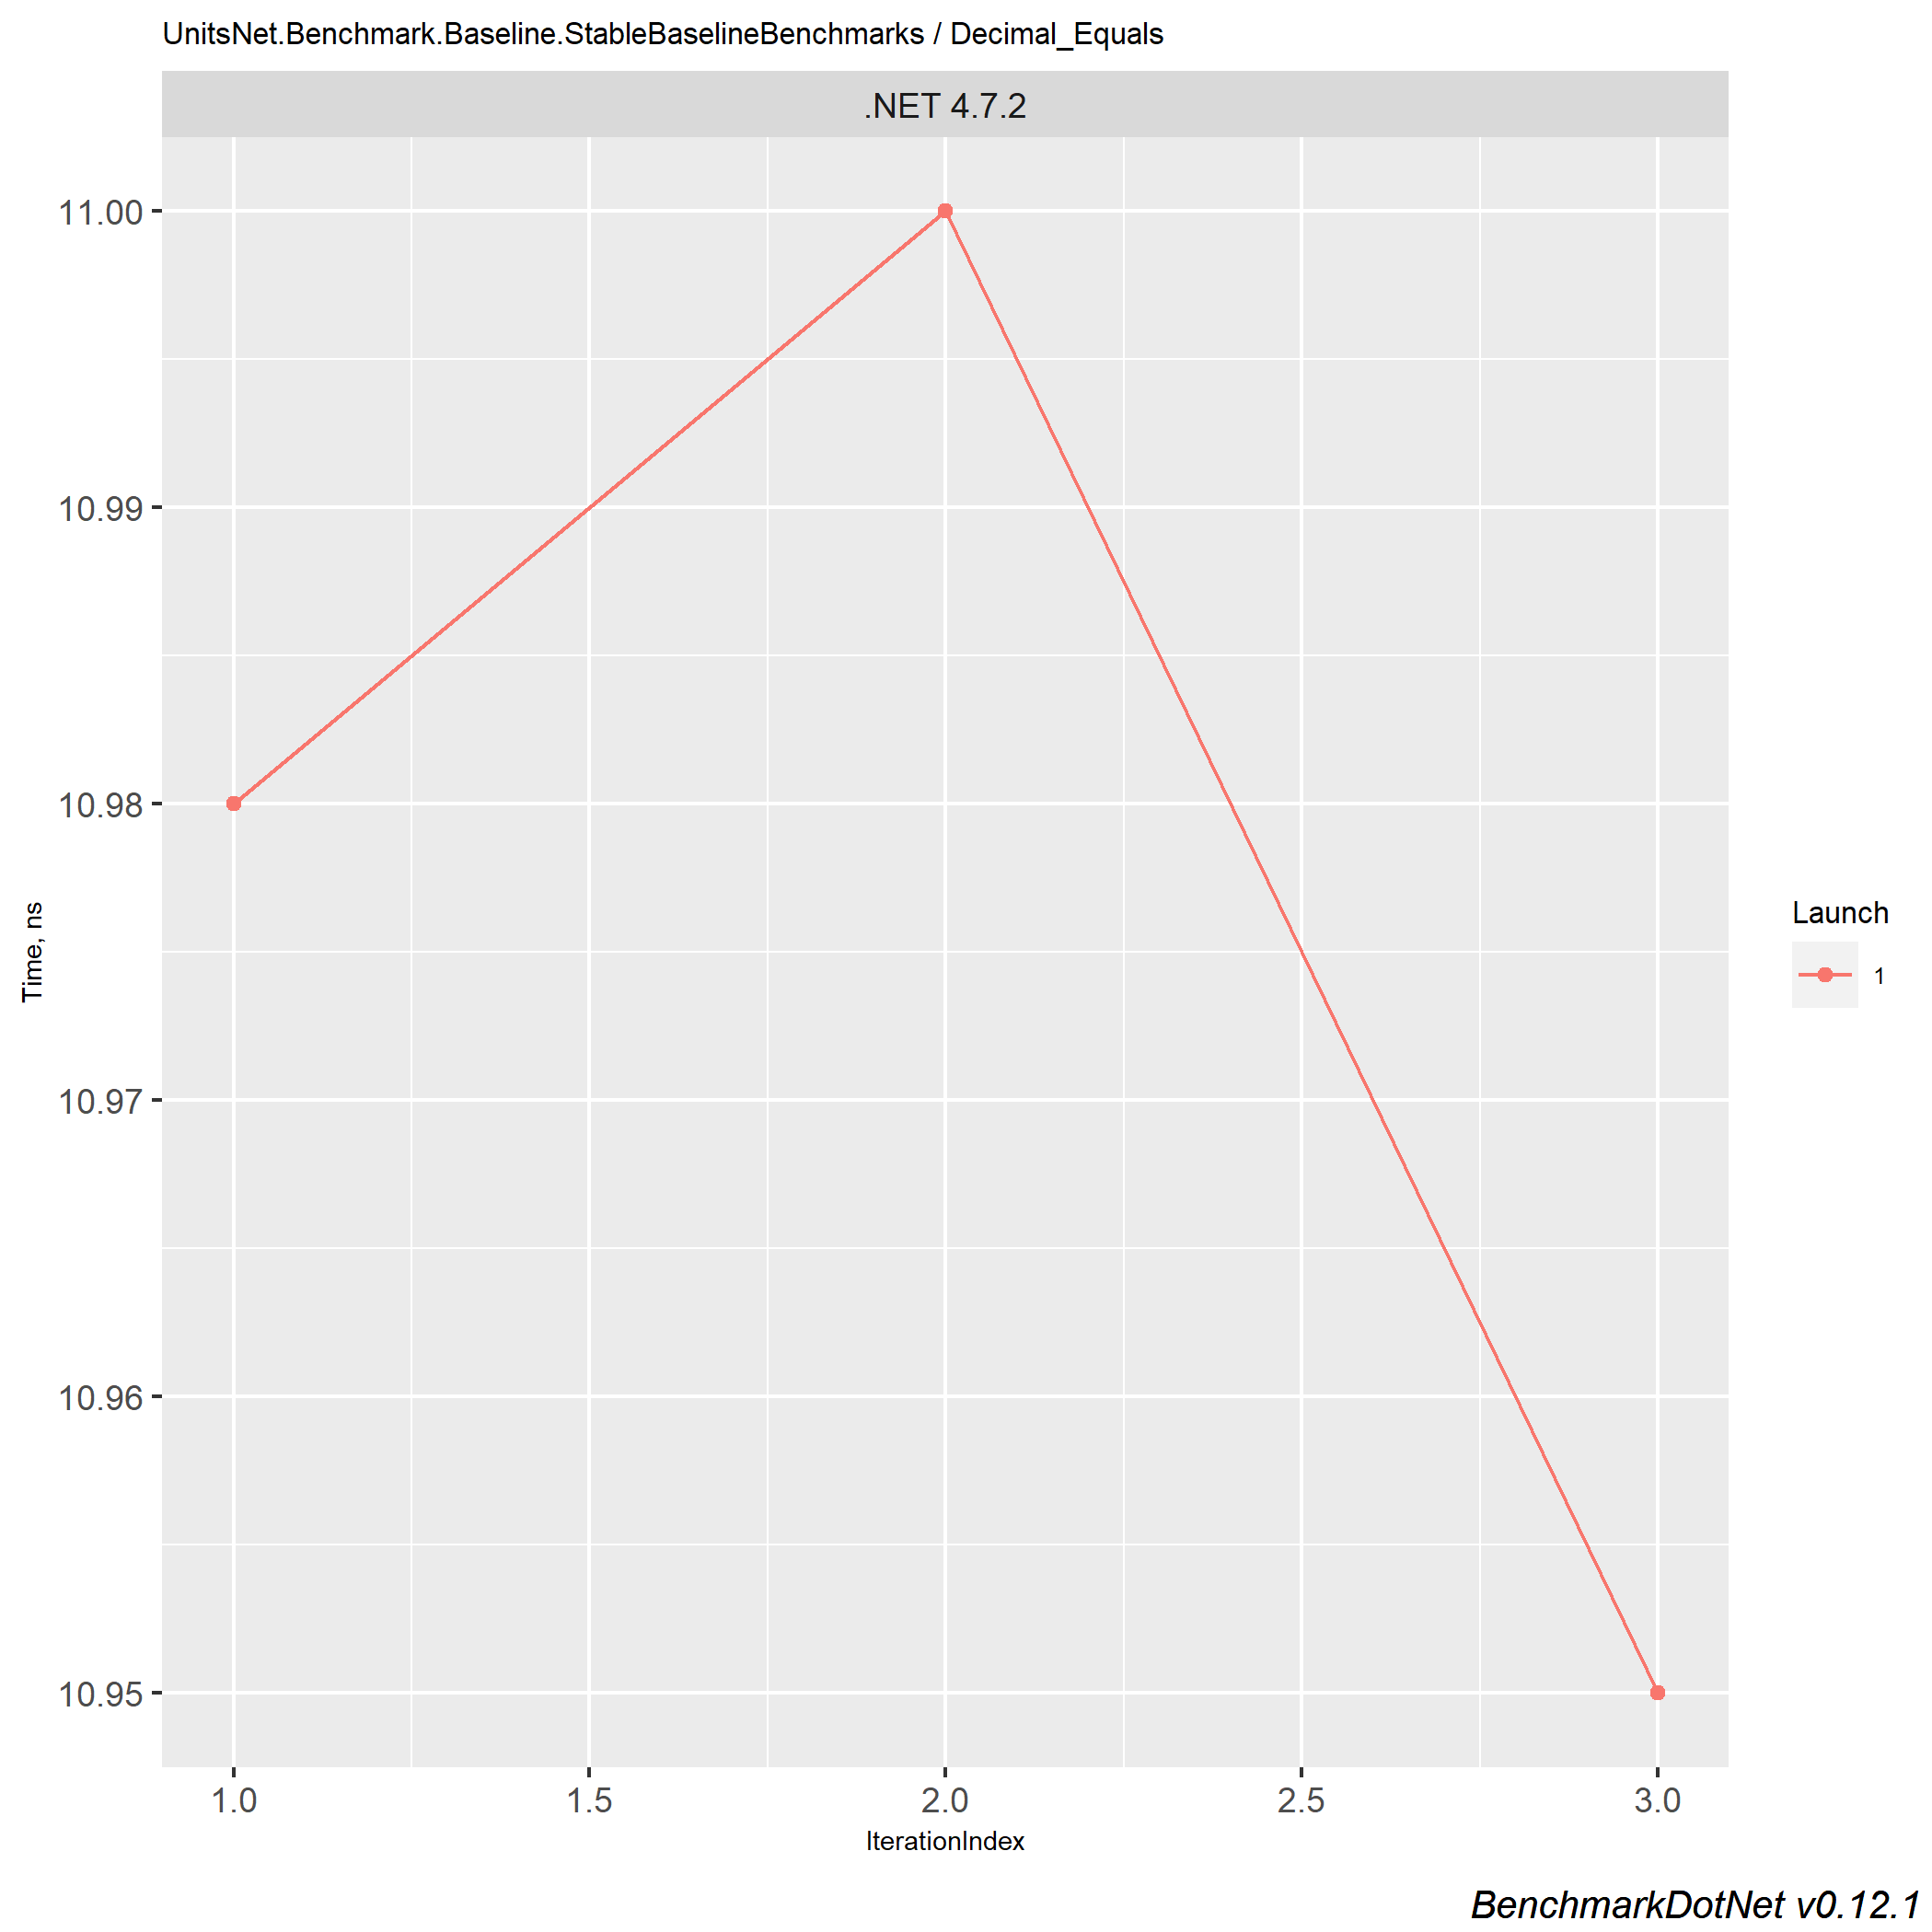 UnitsNet.Benchmark.Baseline.StableBaselineBenchmarks / Decimal_Equals
.NET 4.7.2
11.00
10.99
10.98
10.97
10.96
10.95
Time, ns
1.0 1.5 2.0 2.5 3.0
IterationIndex
Launch
1
BenchmarkDotNet v0.12.1